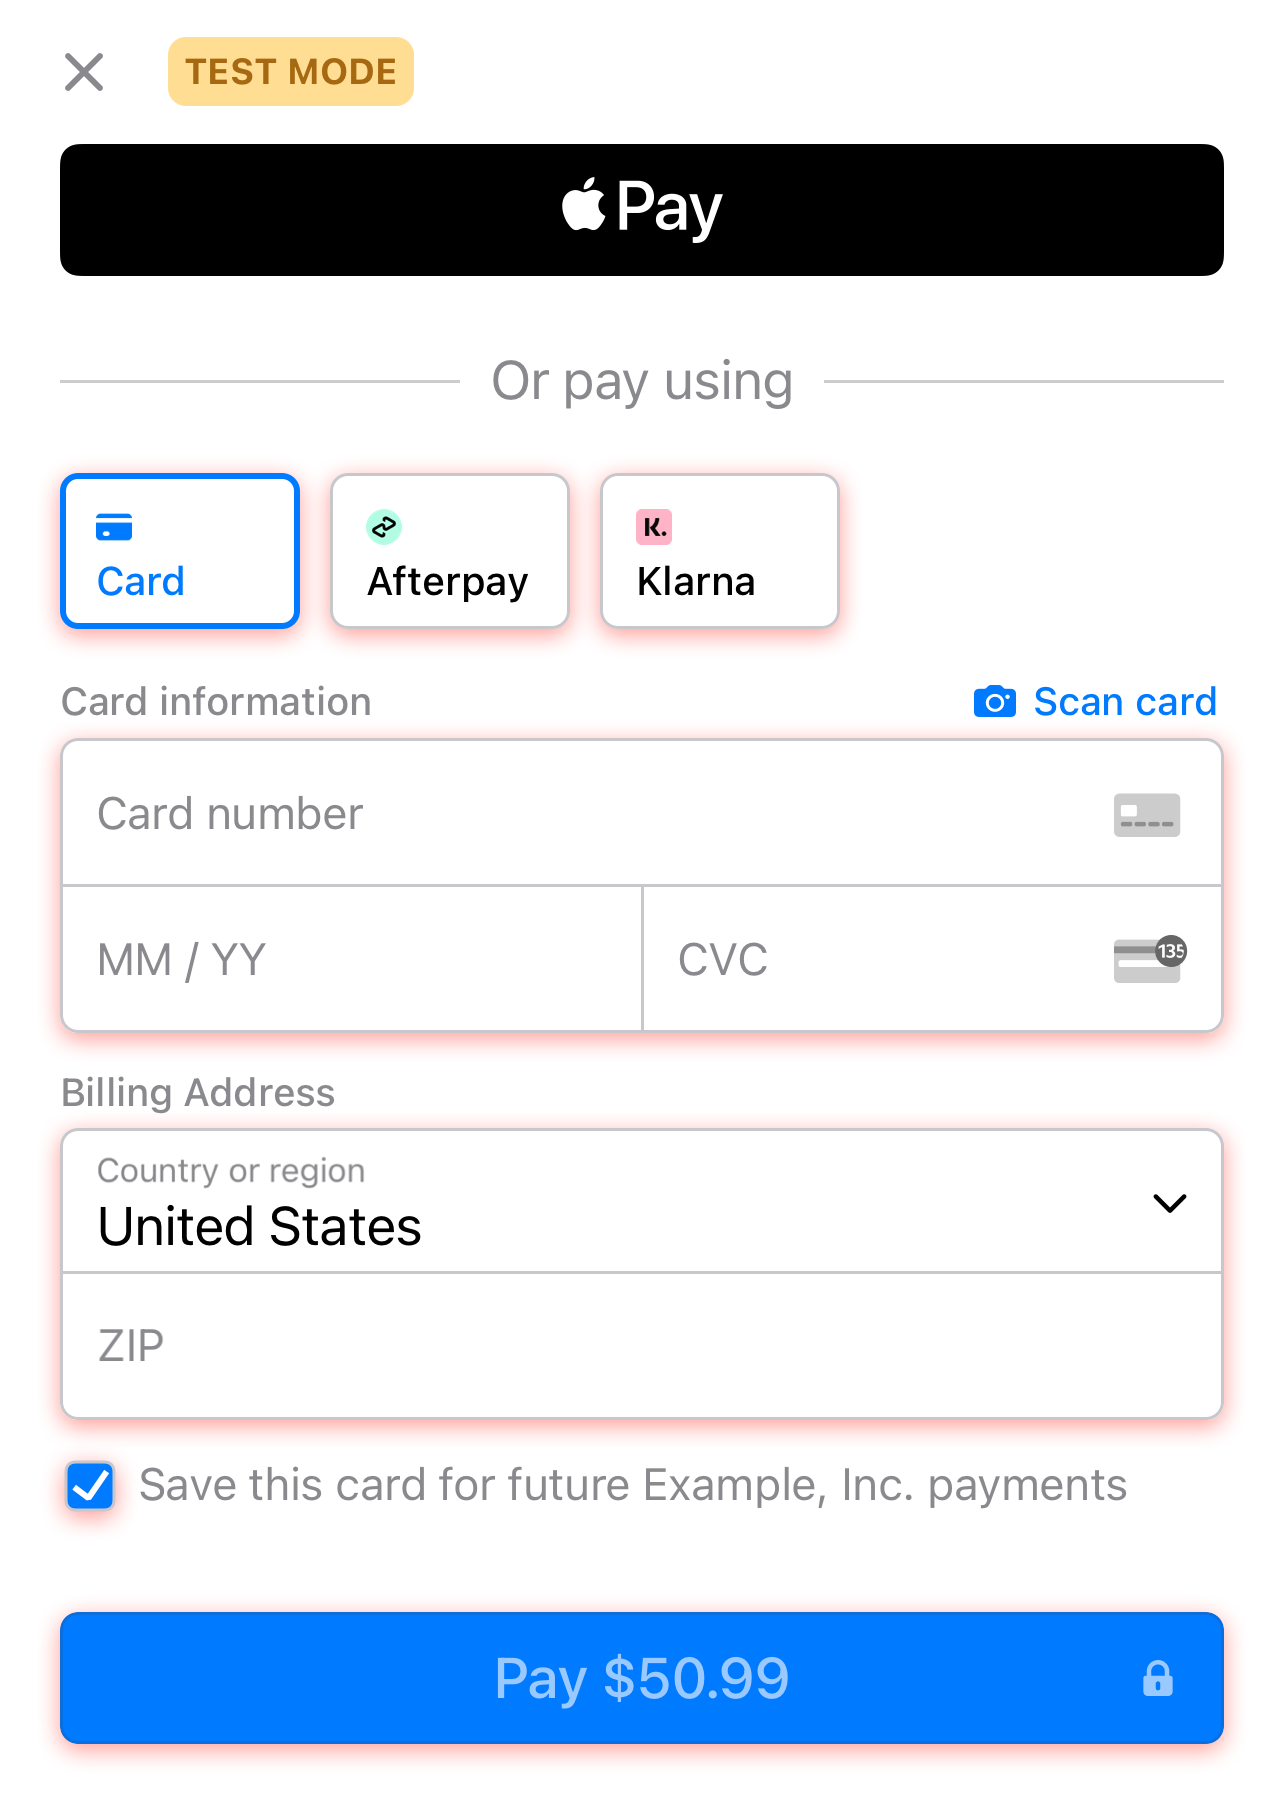 TEST MODE
Pay
Or pay using
Card
Afterpay
K.
Klarna
Card information
Scan card
Card number
MM / YY
CVC
135
Billing Address
Country or region
United States
ZIP
Save this card for future Example, Inc. payments
Pay $50.99